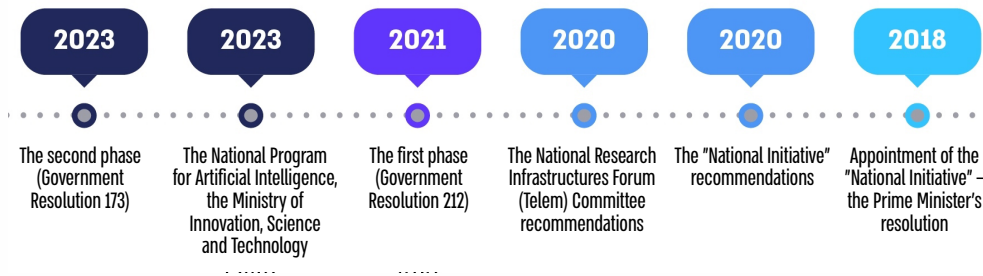 2023
The second phase
(Government
Resolution 173)
2023
The National Program
for Artificial Intelligence,
the Ministry of
Innovation, Science
and Technology
2021
The first phase
(Government
Resolution 212)
2020
The National Research
Infrastructures Forum
(Telem) Committee
recommendations
2020
The "National Initiative"
recommendations
2018
Appointment of the
"National Initiative" –
the Prime Minister's
resolution